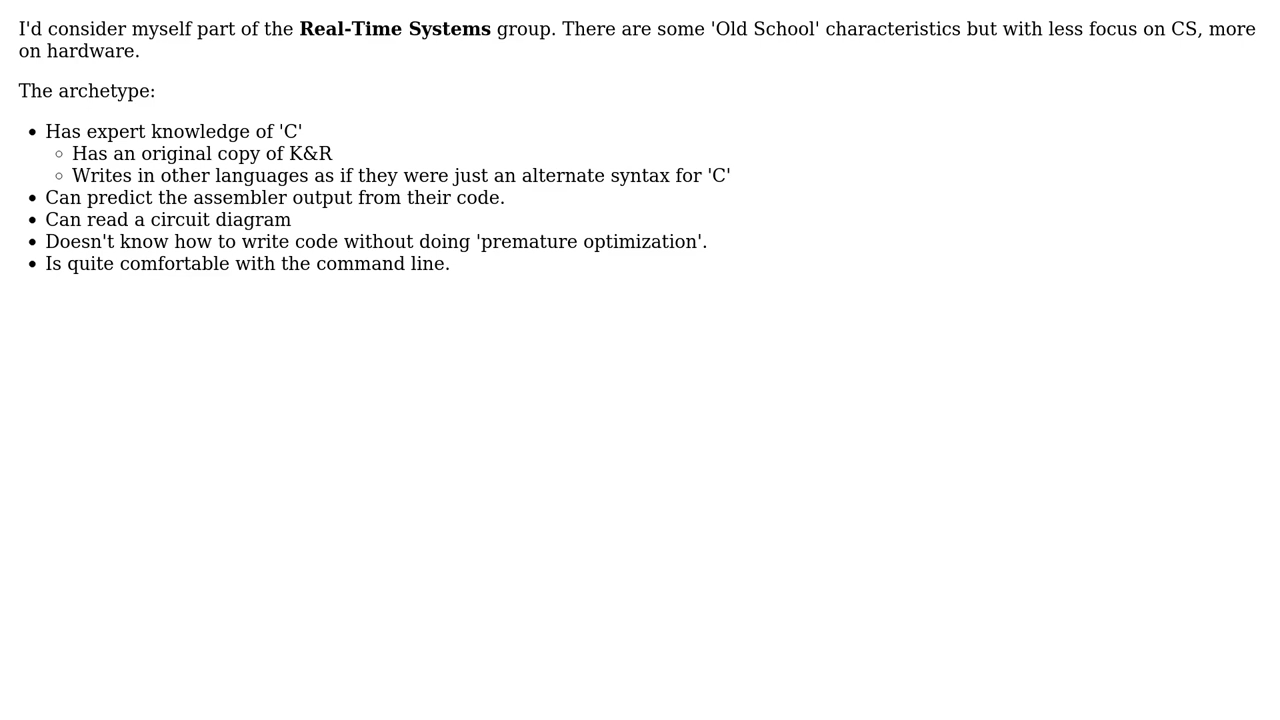 I'd consider myself part of the Real-Time Systems group. There are some 'Old School' characteristics but with less focus on CS, more
on hardware.
The archetype:
• Has expert knowledge of 'C'
◦ Has an original copy of K&R
◦ Writes in other languages as if they were just an alternate syntax for 'C'
• Can predict the assembler output from their code.
• Can read a circuit diagram
• Doesn't know how to write code without doing 'premature optimization'.
• Is quite comfortable with the command line.